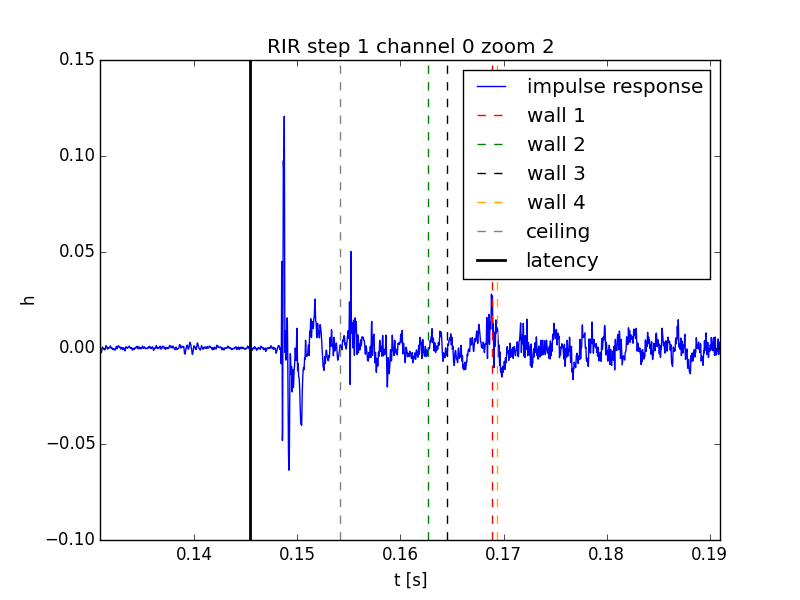 RIR step 1 channel 0 zoom 2
0.15
0.10
0.05
0.00
−0.05
−0.10
h
impulse response
wall 1
wall 2
wall 3
wall 4
ceiling
latency
0.14 0.15 0.16 0.17 0.18 0.19
t [s]